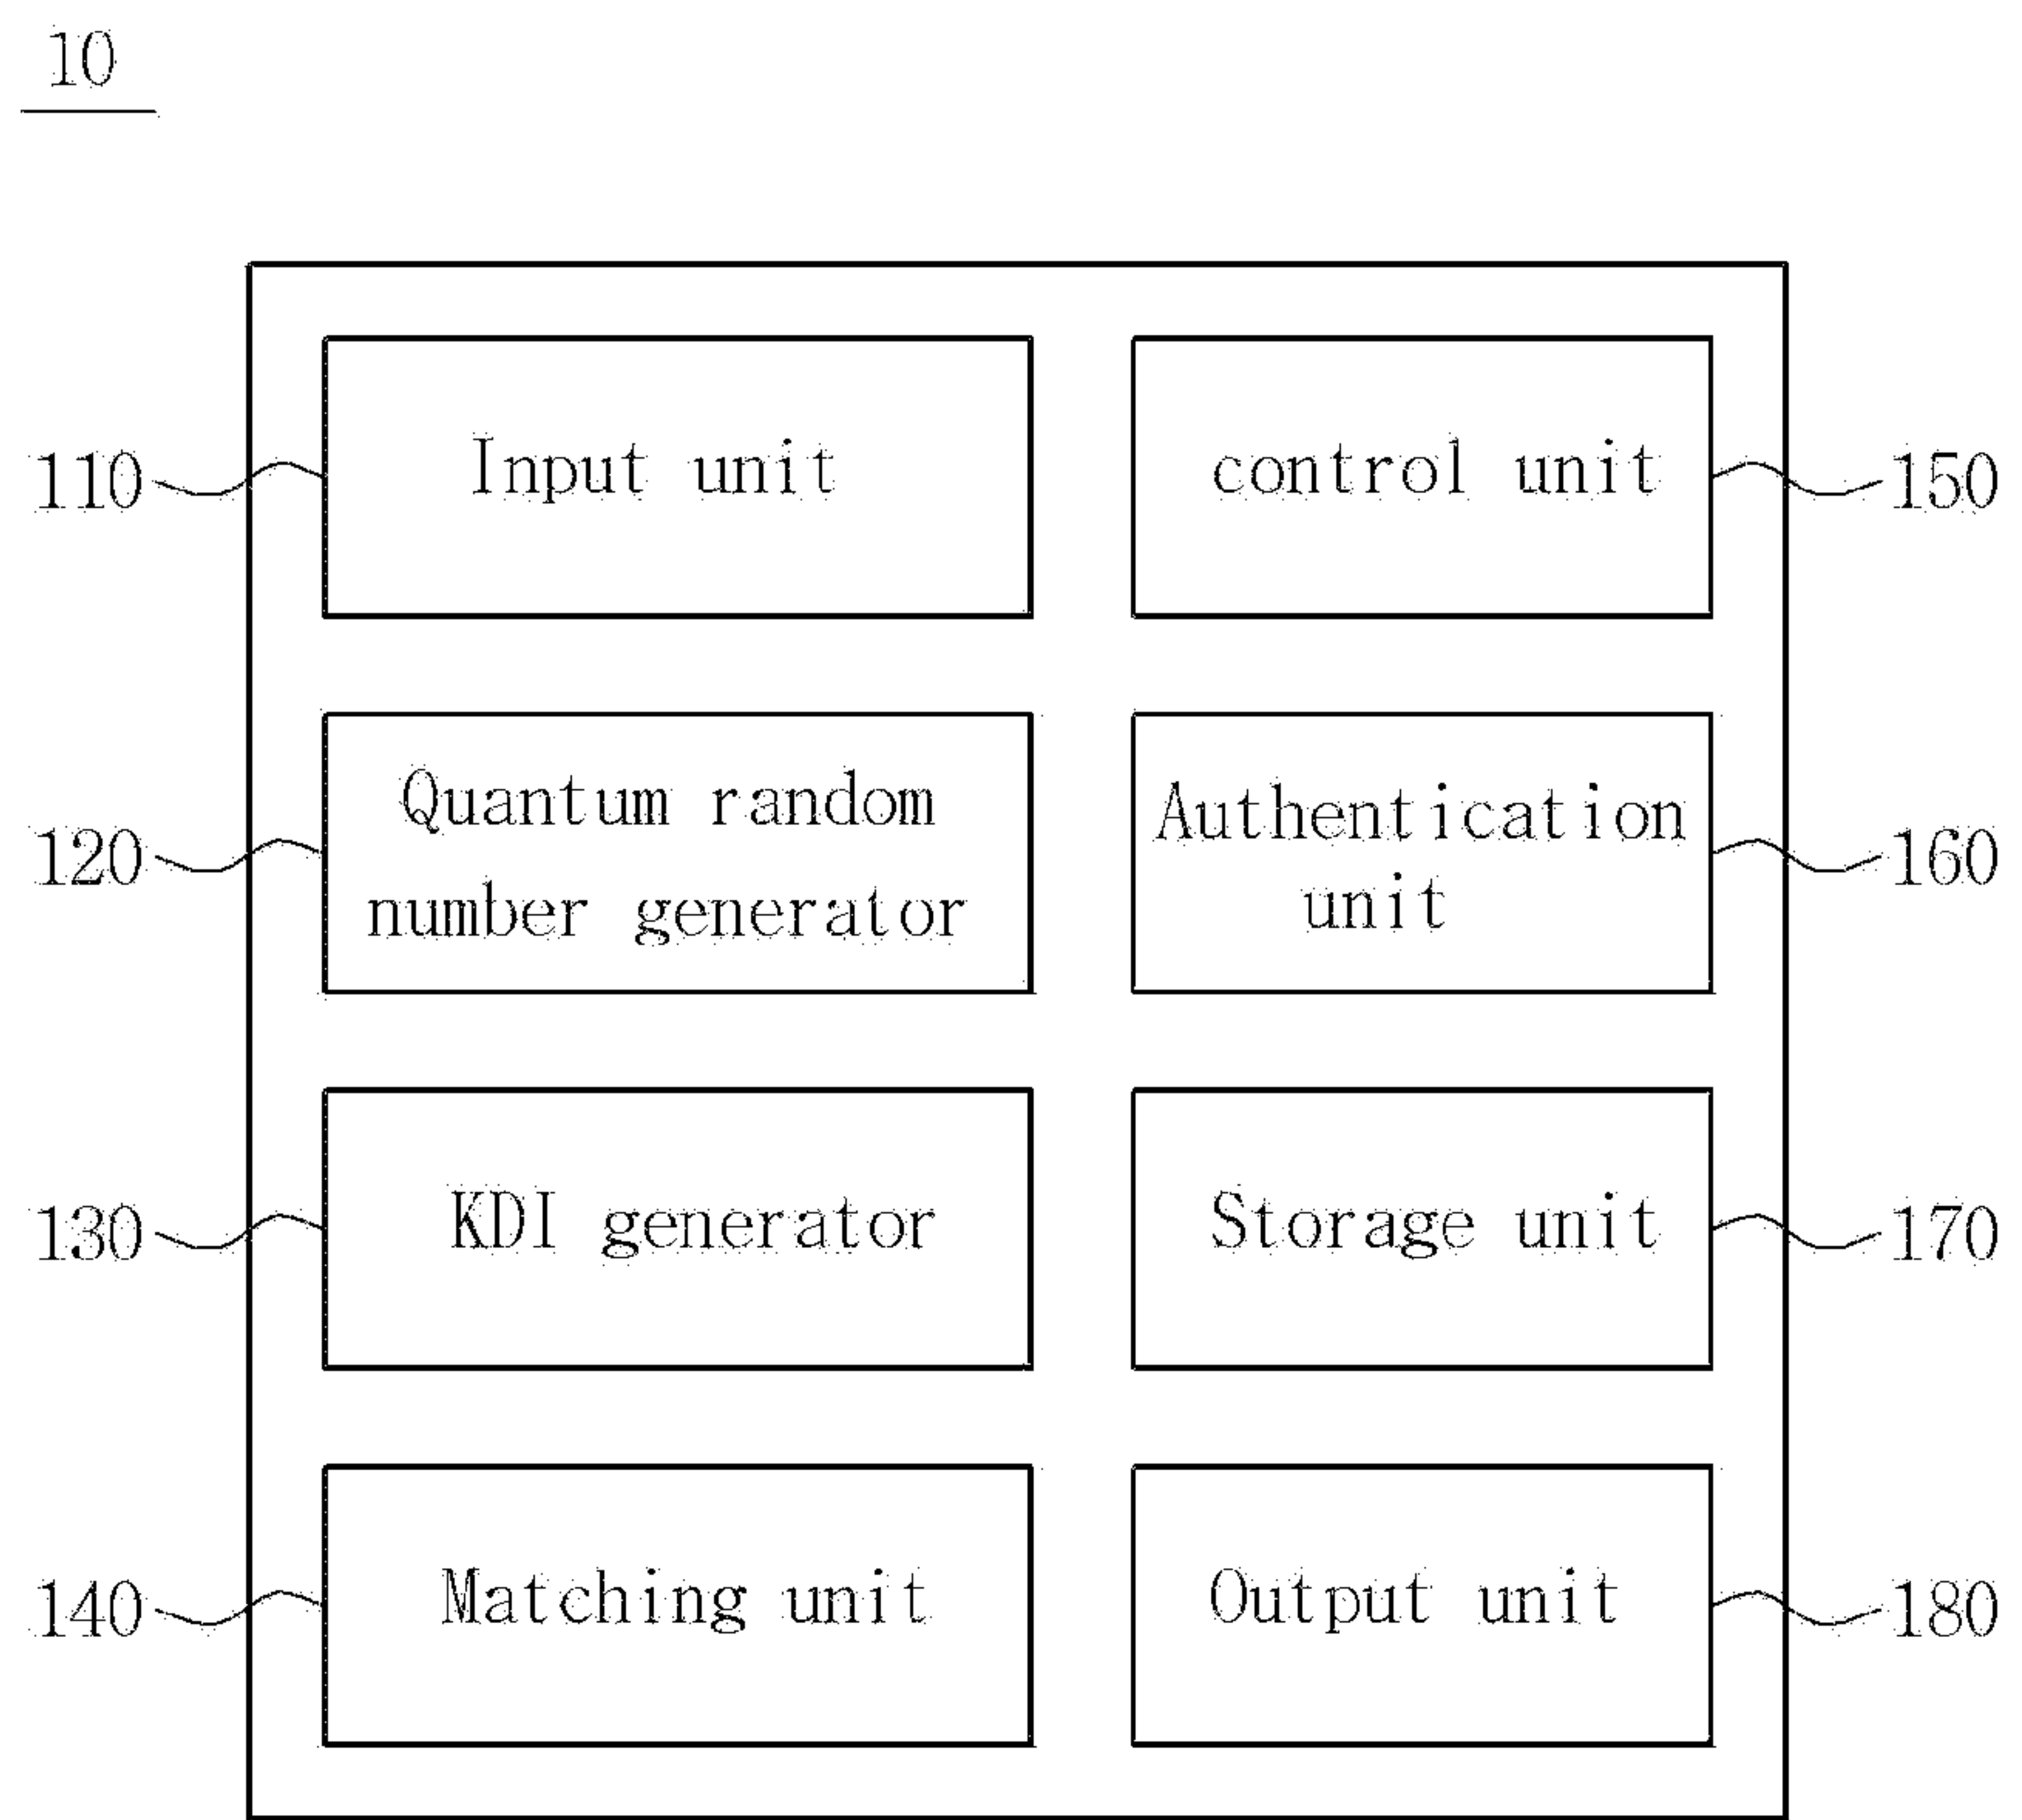 10
110
Input unit
control unit
150
120
Quantum random
number generator
Authentication
unit
160
130
KDI generator
Storage unit
170
140
Matching unit
Output unit
180